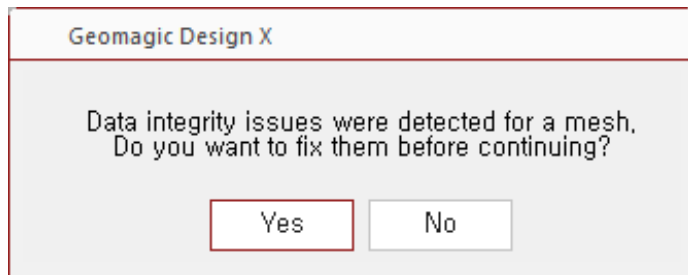 Geomagic Design X
Data integrity issues were detected for a mesh,
Do you want to fix them before continuing?
Yes
No